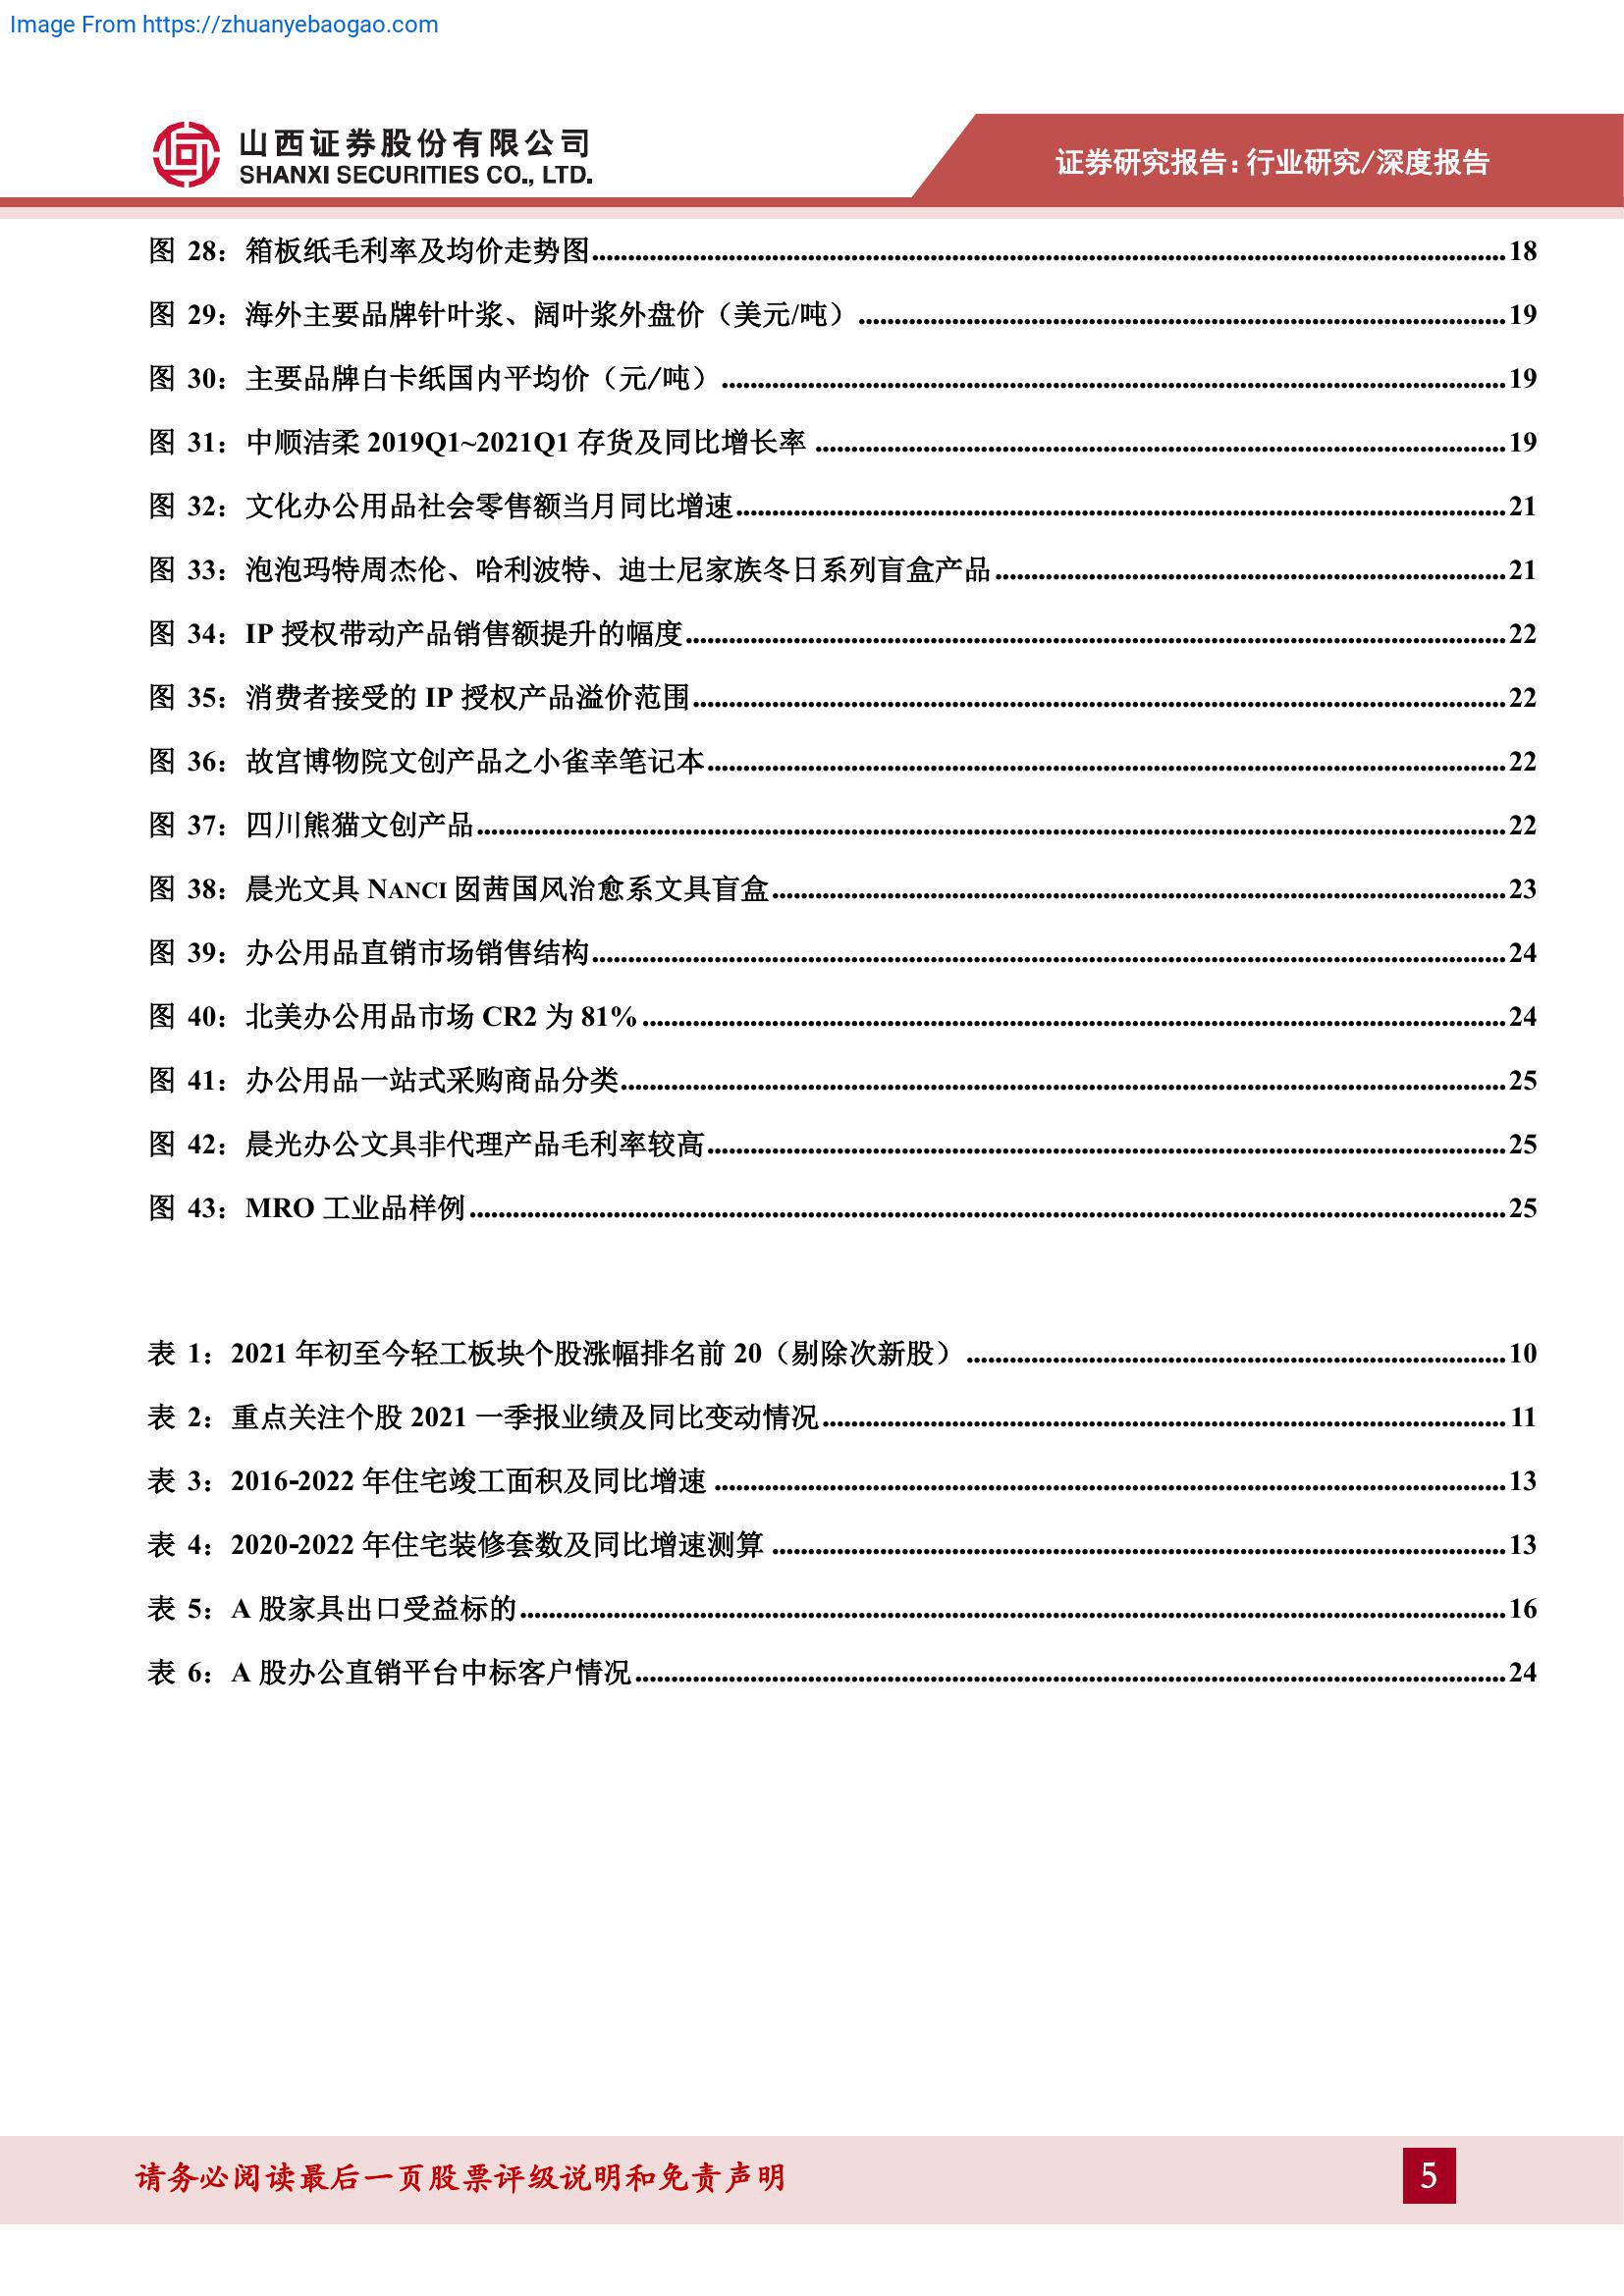 Image From https://zhuanyebaogao.com
山西证券股份有限公司
SHANXI SECURITIES CO., LTD.
证券研究报告:行业研究/深度报告
图 28：箱板纸毛利率及均价走势图 18
图 29：海外主要品牌针叶浆、阔叶浆外盘价（美元/吨） 19
图 30：主要品牌白卡纸国内平均价（元/吨） 19
图 31：中顺洁柔 2019Q1~2021Q1 存货及同比增长率 19
图 32：文化办公用品社会零售额当月同比增速 21
图 33：泡泡玛特周杰伦、哈利波特、迪士尼家族冬日系列盲盒产品 21
图 34：IP 授权带动产品销售额提升的幅度 22
图 35：消费者接受的 IP 授权产品溢价范围 22
图 36：故宫博物院文创产品之小雀幸笔记本 22
图 37：四川熊猫文创产品 22
图 38：晨光文具 NANCI 囡茜国风治愈系文具盲盒 23
图 39：办公用品直销市场销售结构 24
图 40：北美办公用品市场 CR2 为 81% 24
图 41：办公用品一站式采购商品分类 25
图 42：晨光办公文具非代理产品毛利率较高 25
图 43：MRO 工业品样例 25
表 1：2021 年初至今轻工板块个股涨幅排名前 20（剔除次新股） 10
表 2：重点关注个股 2021 一季报业绩及同比变动情况 11
表 3：2016-2022 年住宅竣工面积及同比增速 13
表 4：2020-2022 年住宅装修套数及同比增速测算 13
表 5：A 股家具出口受益标的 16
表 6：A 股办公直销平台中标客户情况 24
请务必阅读最后一页股票评级说明和免责声明
5